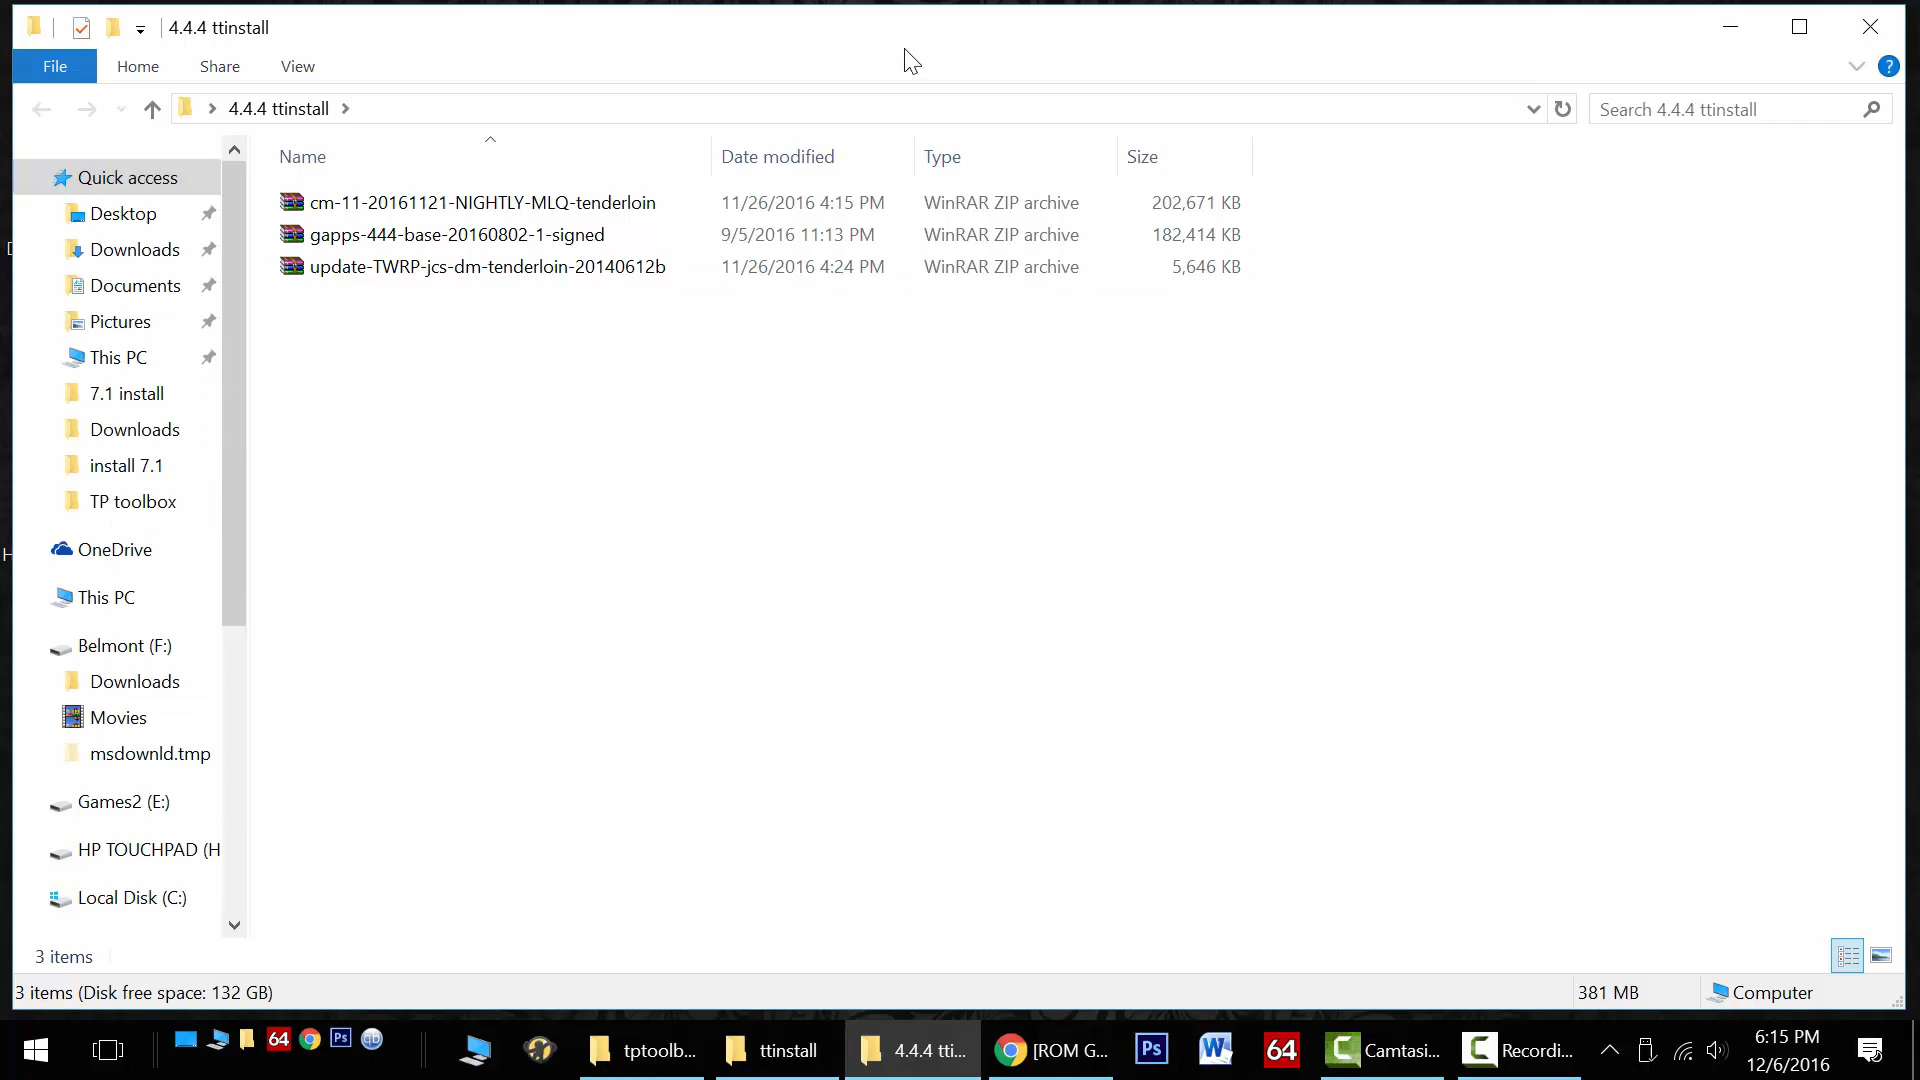 4.4.4 ttinstall
File
Home
Share
View
?
4.4.4 ttinstall
Search 4.4.4 ttinstall
Name
Date modified
Type
Size
Quick access
Desktop
Downloads
Documents
Pictures
This PC
7.1 install
Downloads
install 7.1
TP toolbox
OneDrive
This PC
Belmont (F:)
Downloads
Movies
msdownld.tmp
Games2 (E:)
HP TOUCHPAD (H
Local Disk (C:)
cm-11-20161121-NIGHTLY-MLQ-tenderloin 11/26/2016 4:15 PM WinRAR ZIP archive 202,671 KB
gapps-444-base-20160802-1-signed 9/5/2016 11:13 PM WinRAR ZIP archive 182,414 KB
update-TWRP-jcs-dm-tenderloin-20140612b 11/26/2016 4:24 PM WinRAR ZIP archive 5,646 KB
3 items
3 items (Disk free space: 132 GB)
381 MB
Computer
64
Ps
tptoolb...
ttinstall
4.4.4 tti...
[ROM G...
Ps
W
64
Camtasi...
Recordi...
6:15 PM
12/6/2016